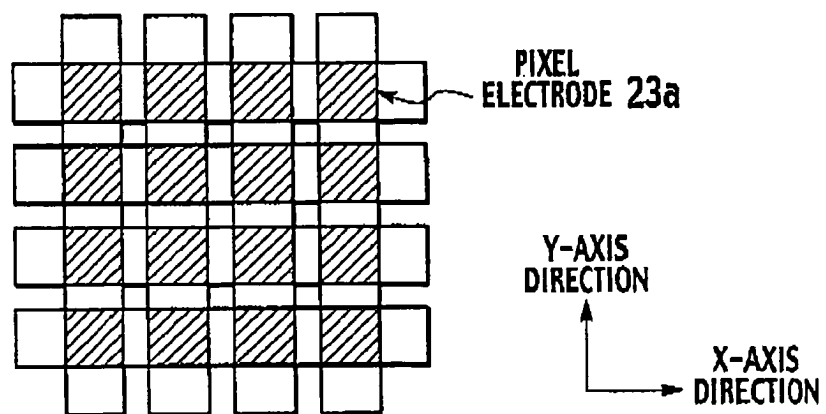 PIXEL
ELECTRODE 23a
Y-AXIS
DIRECTION
X-AXIS
DIRECTION